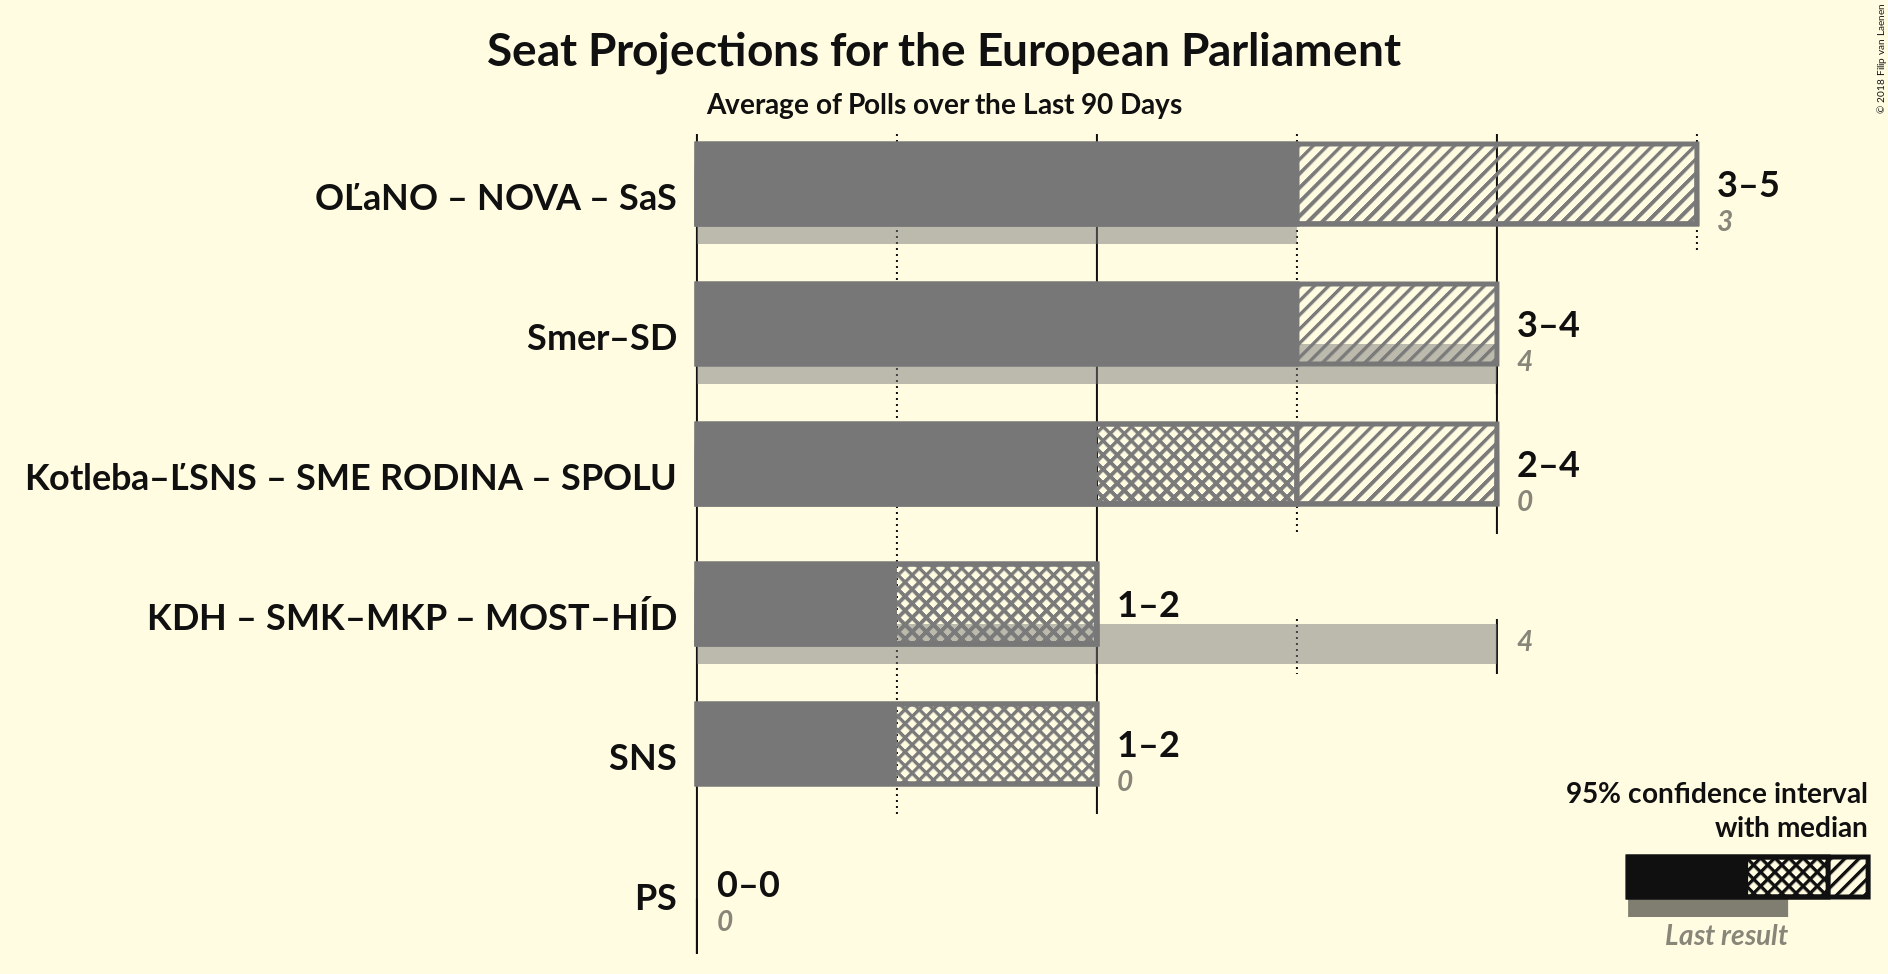 Seat Projections for the European Parliament
Average of Polls over the Last 90 Days
© 2018 Filip van Laenen
OĽaNO – NOVA – SaS
3–5
3
Smer–SD
3–4
4
Kotleba–ĽSNS – SME RODINA – SPOLU
2–4
0
KDH – SMK–MKP – MOST–HÍD
1–2
4
SNS
1–2
0
PS
0–0
0
95% confidence interval
with median
Last result